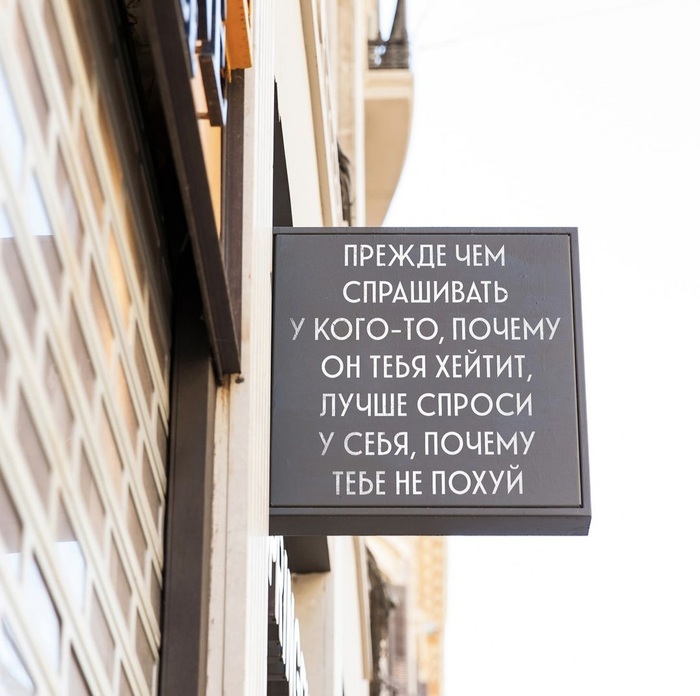 ПРЕЖДЕ ЧЕМ
СПРАШИВАТЬ
У КОГО-ТО, ПОЧЕМУ
ОН ТЕБЯ ХЕЙТИТ,
ЛУЧШЕ СПРОСИ
У СЕБЯ, ПОЧЕМУ
ТЕБЕ НЕ ПОХУЙ